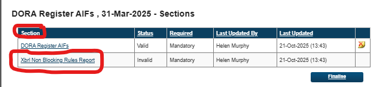 DORA Register AIFs , 31-Mar-2025 - Sections
Section Status Required Last Updated By Last Updated
DORA Register AIFs Valid Mandatory Helen Murphy 21-Oct-2025 (13:43)
Xbrl Non Blocking Rules Report Invalid Mandatory Helen Murphy 21-Oct-2025 (13:43)
Finalise